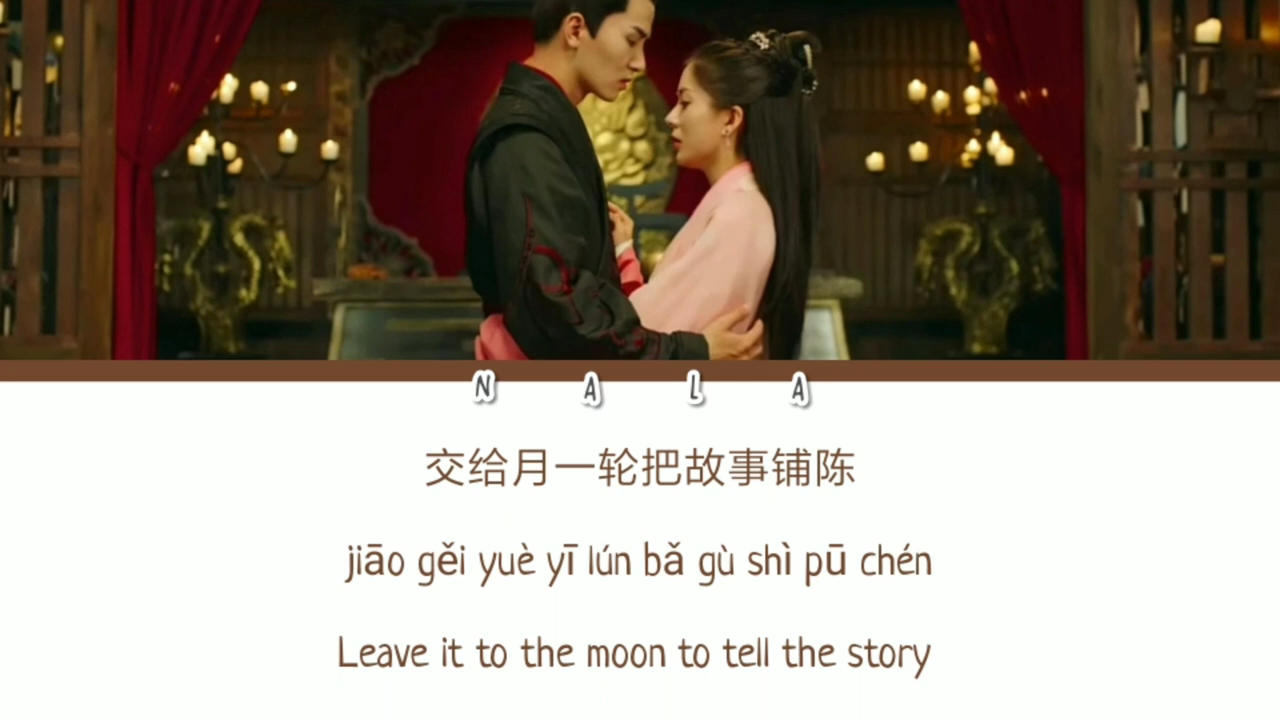 N A L A
交给月一轮把故事铺陈
jiāo gěi yuè yī lún bǎ gù shì pū chén
Leave it to the moon to tell the story